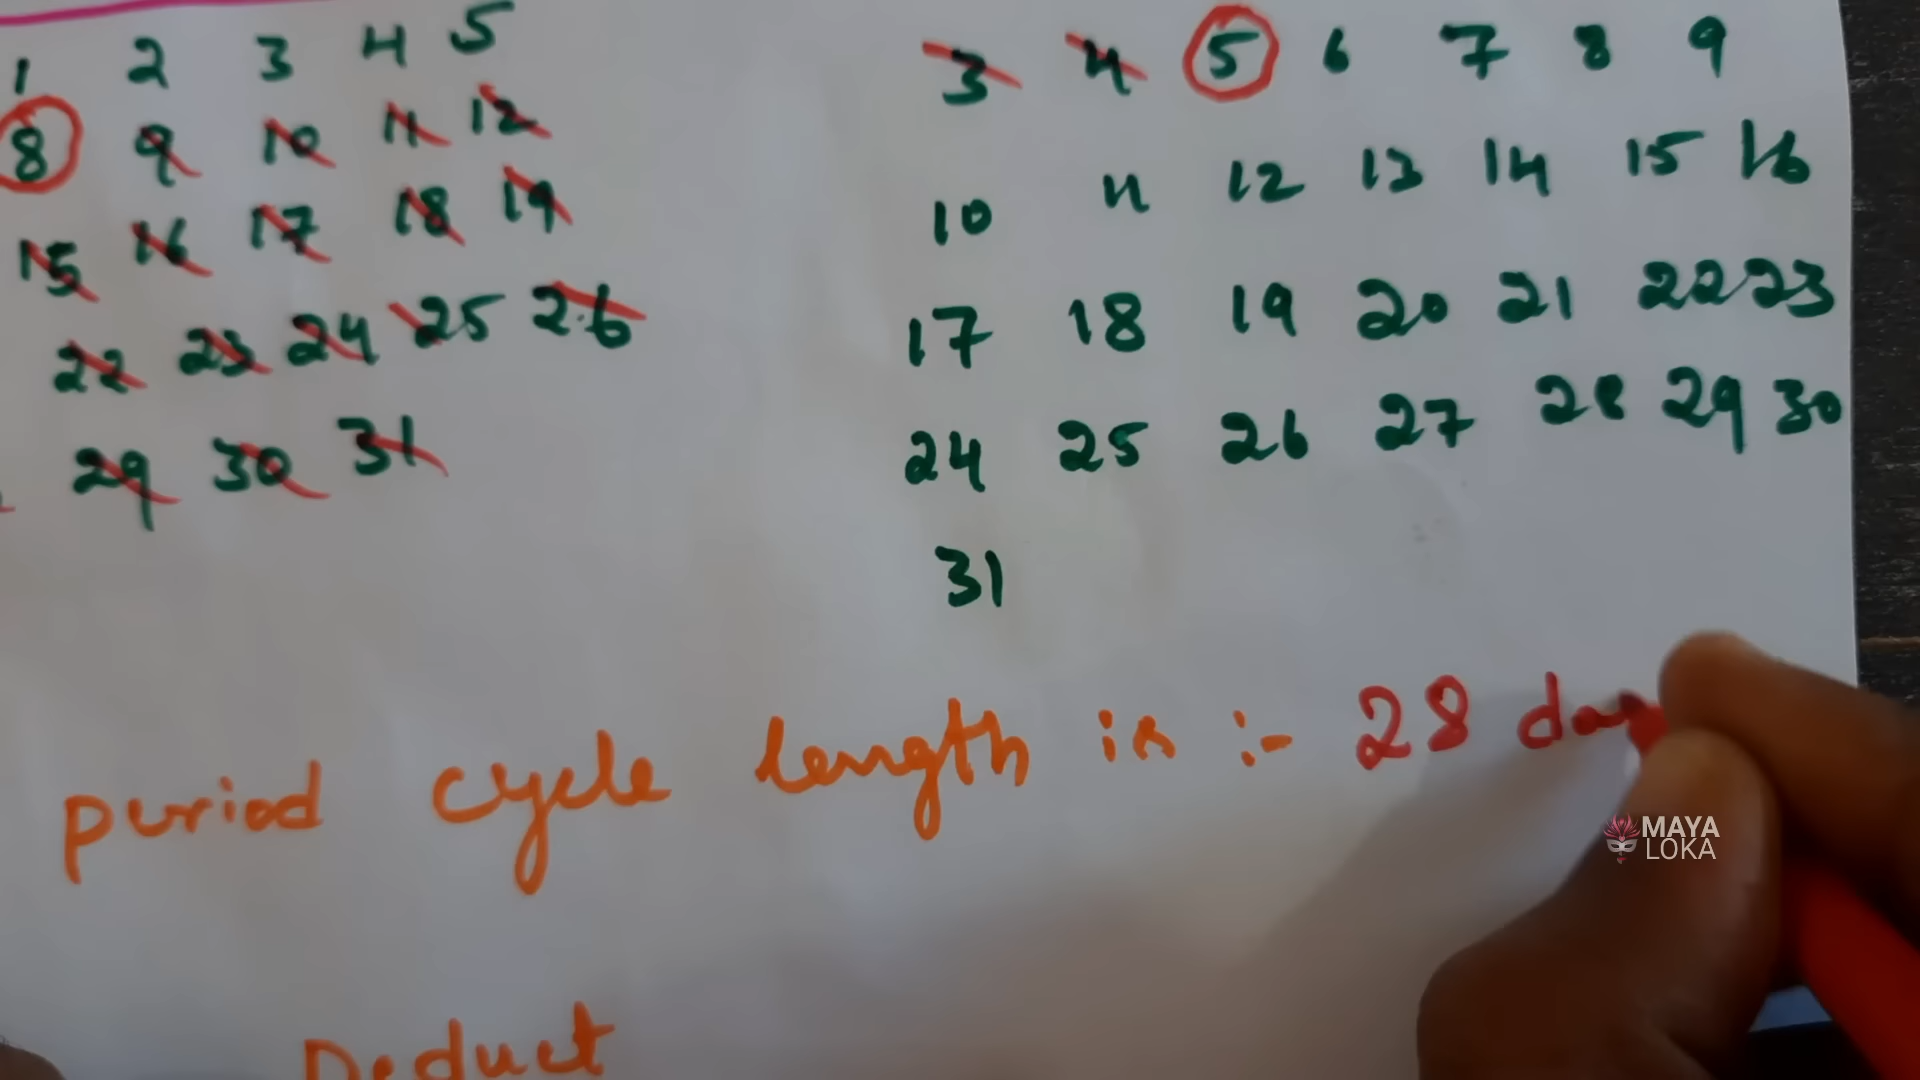 1 2 3 4 5
8 9 10 11 12
15 16 17 18 19
22 23 24 25 26
29 30 31
3 4 5 6 7 8 9
10 11 12 13 14 15 16
17 18 19 20 21 22 23
24 25 26 27 28 29 30
31
period cycle length is :- 28 day
MAYA
LOKA
Deduct